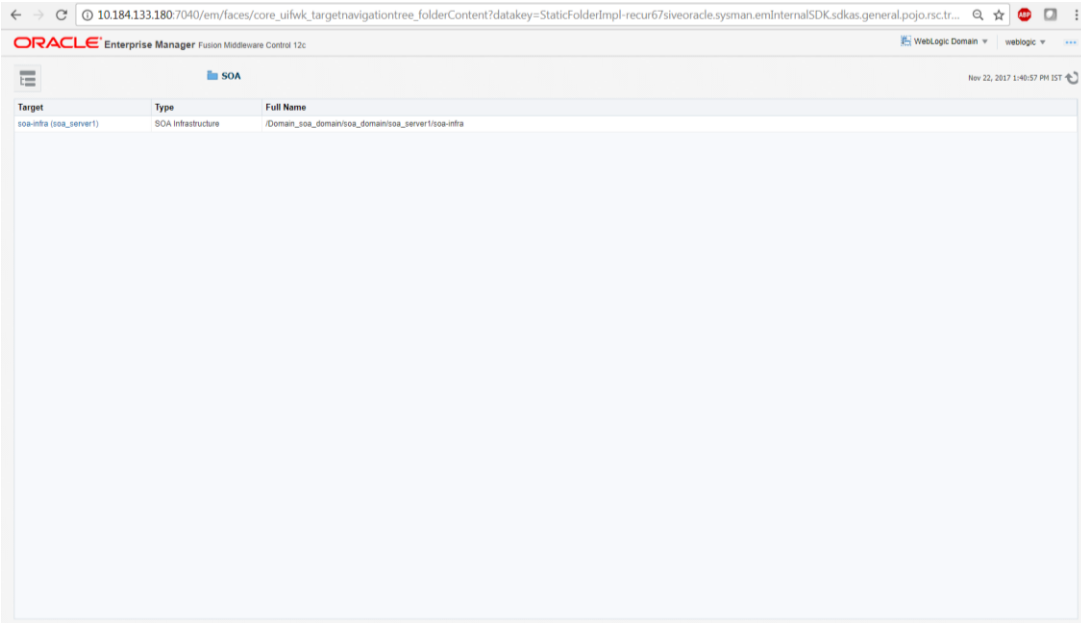 10.184.133.180:7040/em/faces/core_uifwk_targetnavigationtree_folderContent?datakey=StaticFolderImpl-recur67siveoracle.sysman.emInternalSDK.sdkas.general.pojo.rsc.tr... ABP
ORACLE Enterprise Manager Fusion Middleware Control 12c WebLogic Domain weblogic
SOA Nov 22, 2017 1:40:57 PM IST
Target Type Full Name
soa-infra (soa_server1) SOA Infrastructure /Domain_soa_domain/soa_domain/soa_server1/soa-infra